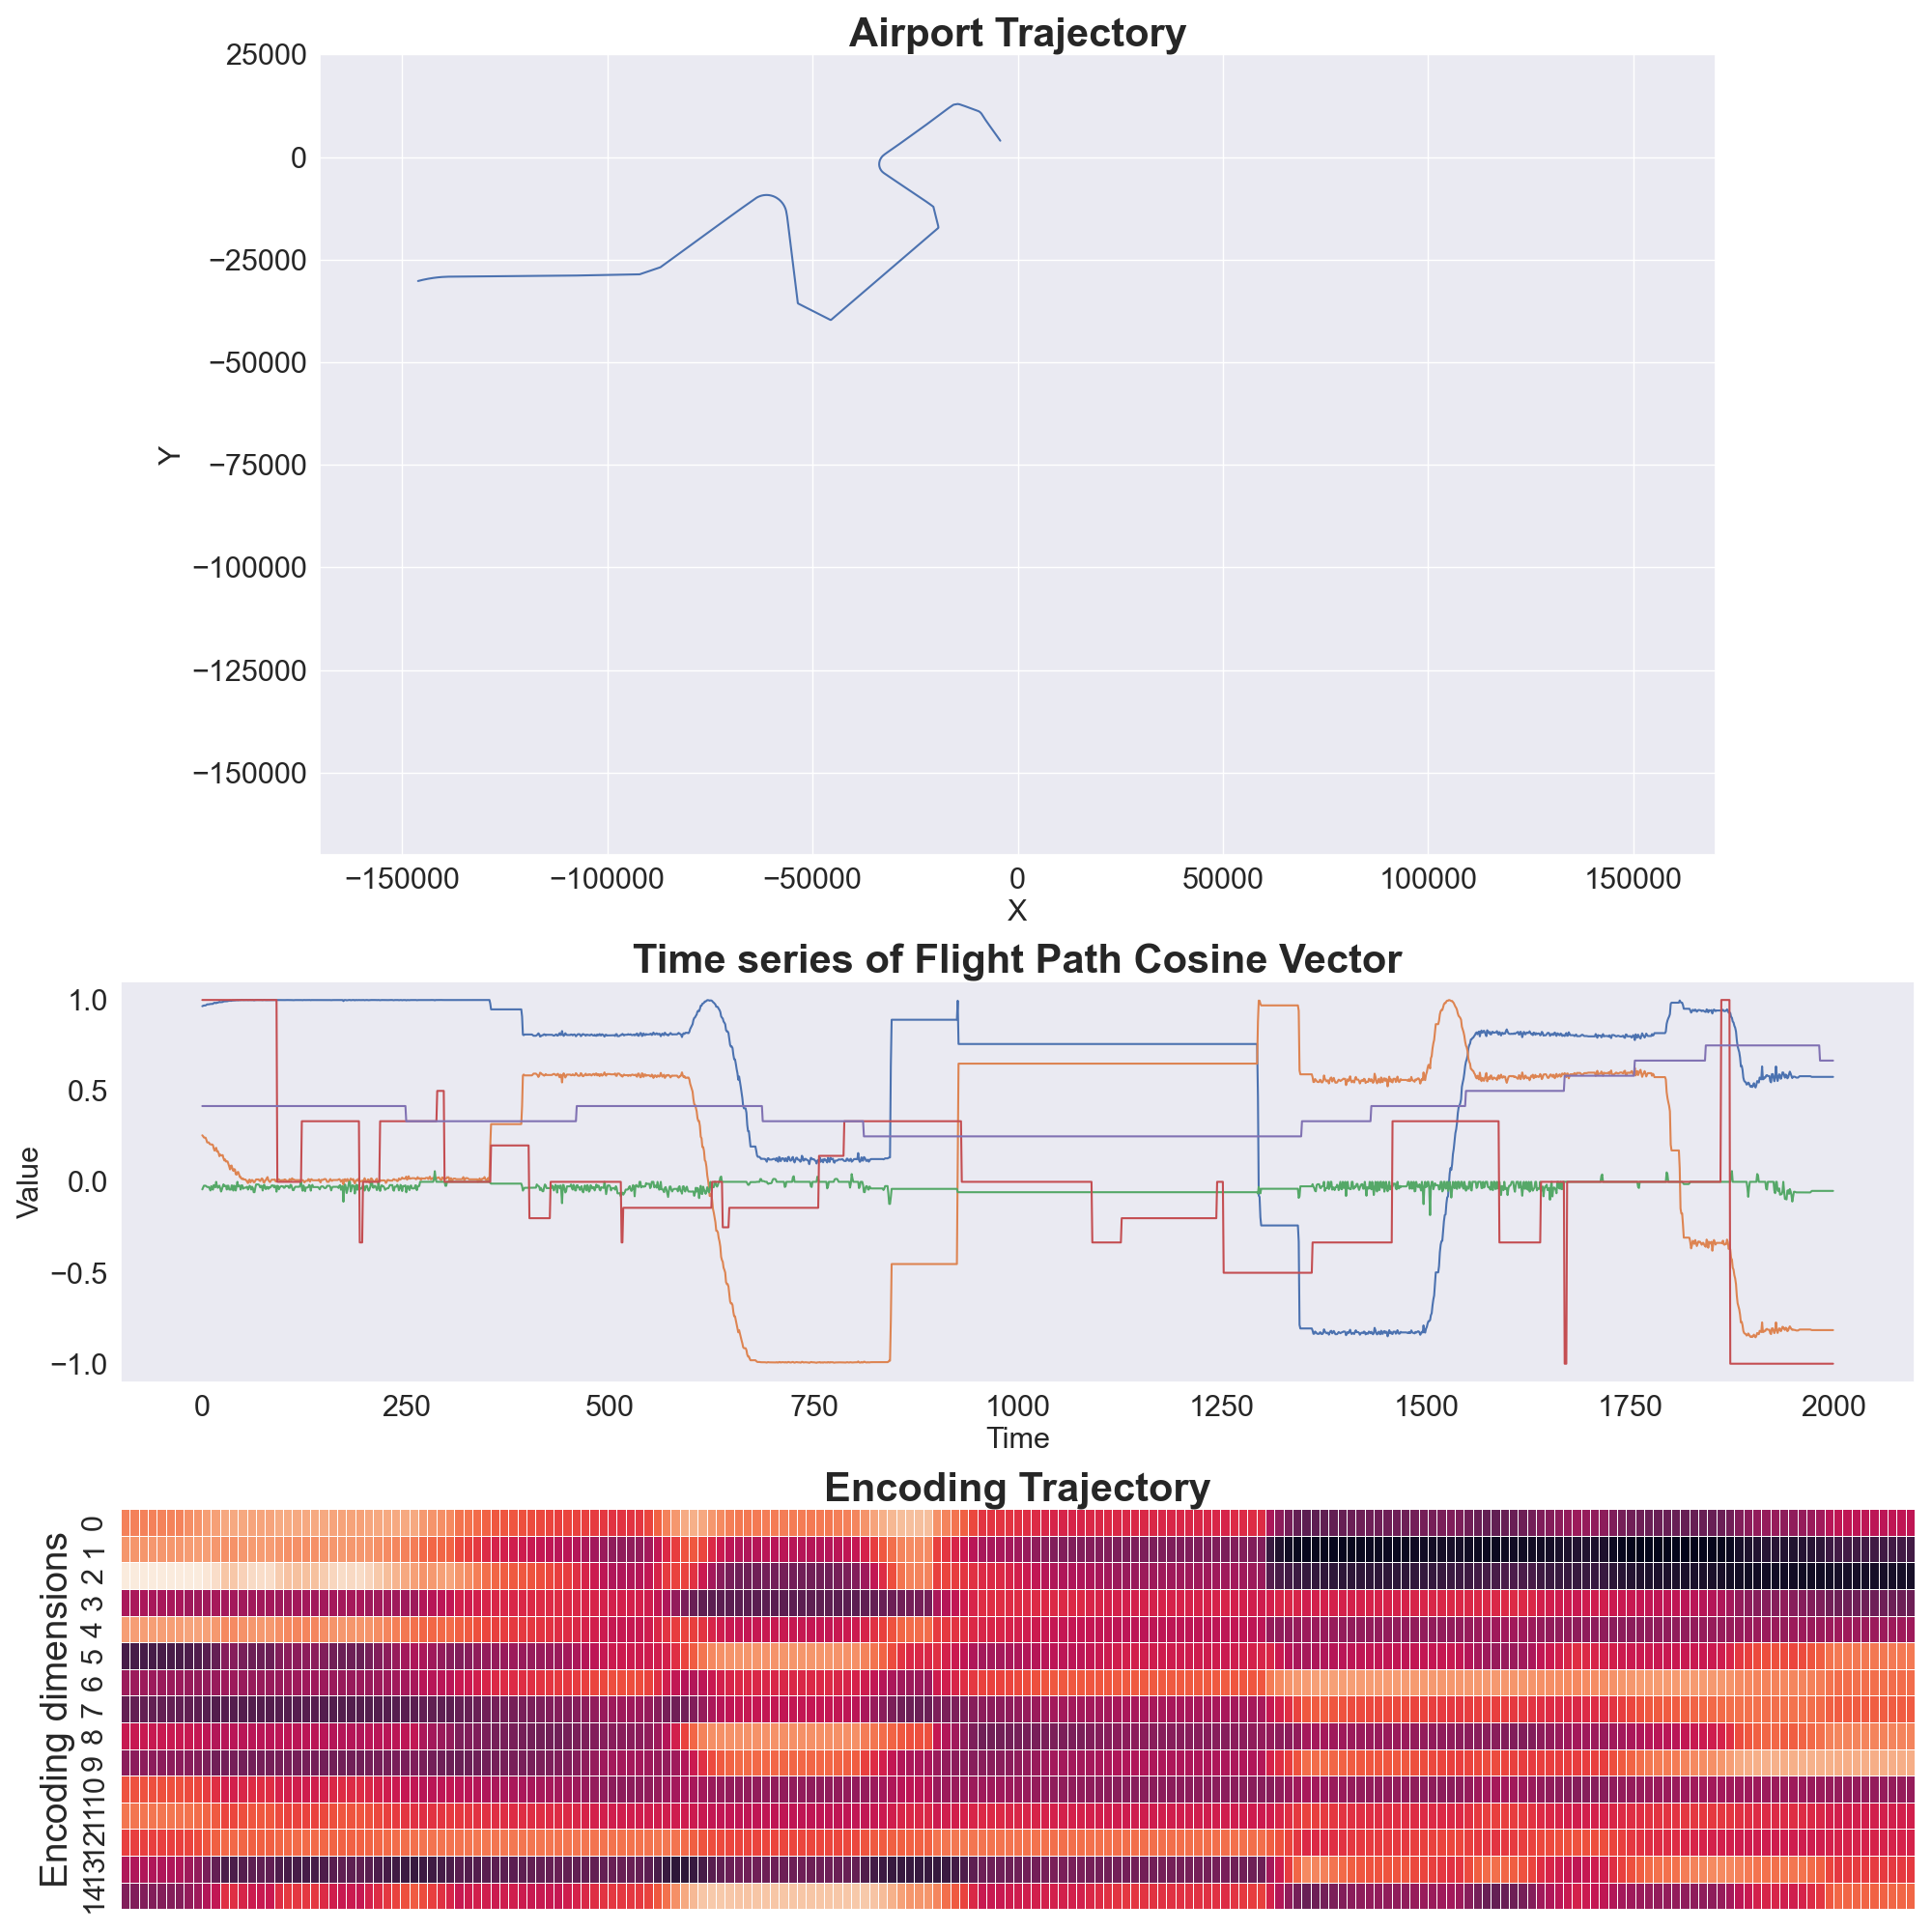 Airport Trajectory
25000
0
−25000
−50000
−75000
−100000
−125000
−150000
Y
−150000 −100000 −50000 0 50000 100000 150000
X
Time series of Flight Path Cosine Vector
1.0
0.5
0.0
−0.5
−1.0
Value
0 250 500 750 1000 1250 1500 1750 2000
Time
Encoding Trajectory
Encoding dimensions
0
1
2
3
4
5
6
7
8
9
10
11
12
13
14